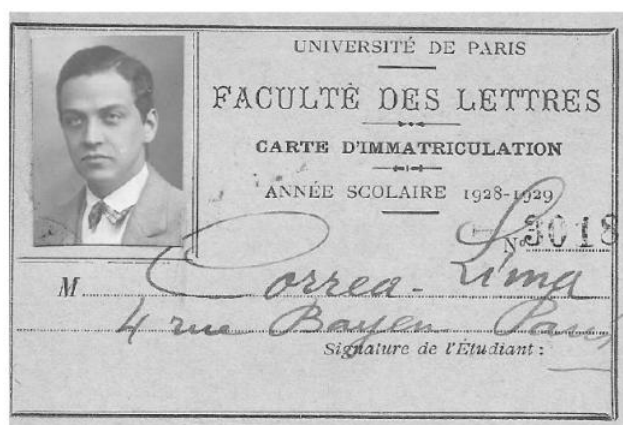 UNIVERSITÉ DE PARIS
FACULTÉ DES LETTRES
CARTE D'IMMATRICULATION
ANNÉE SCOLAIRE 1928-1929
No 3018
M Correa-Lima
4 rue Bayen Paris
Signature de l'Étudiant :